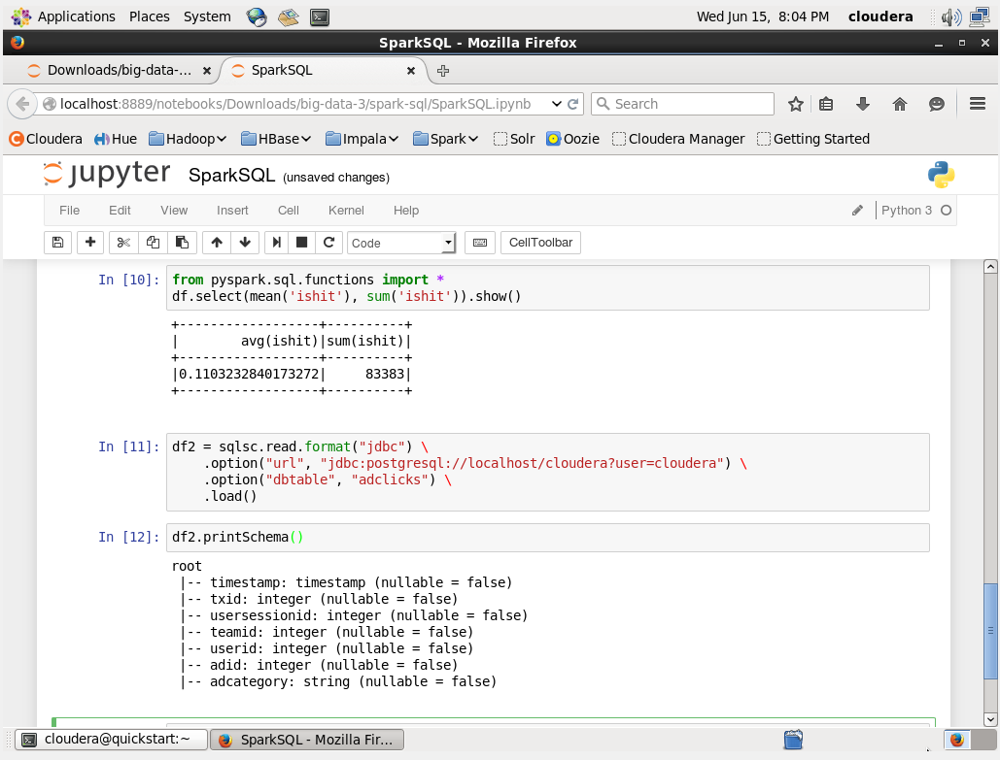 Applications Places System Wed Jun 15, 8:04 PM cloudera
SparkSQL - Mozilla Firefox
Downloads/big-data-... SparkSQL
localhost:8889/notebooks/Downloads/big-data-3/spark-sql/SparkSQL.ipynb Search
Cloudera Hue Hadoop HBase Impala Spark Solr Oozie Cloudera Manager Getting Started
jupyter SparkSQL (unsaved changes)
File Edit View Insert Cell Kernel Help Python 3
Code CellToolbar
In [10]: from pyspark.sql.functions import *
df.select(mean('ishit'), sum('ishit')).show()
+------------------+----------+
|        avg(ishit)|sum(ishit)|
+------------------+----------+
|0.1103232840173272|     83383|
+------------------+----------+
In [11]: df2 = sqlsc.read.format("jdbc") \
    .option("url", "jdbc:postgresql://localhost/cloudera?user=cloudera") \
    .option("dbtable", "adclicks") \
    .load()
In [12]: df2.printSchema()
root
 |-- timestamp: timestamp (nullable = false)
 |-- txid: integer (nullable = false)
 |-- usersessionid: integer (nullable = false)
 |-- teamid: integer (nullable = false)
 |-- userid: integer (nullable = false)
 |-- adid: integer (nullable = false)
 |-- adcategory: string (nullable = false)
cloudera@quickstart:~ SparkSQL - Mozilla Fir...